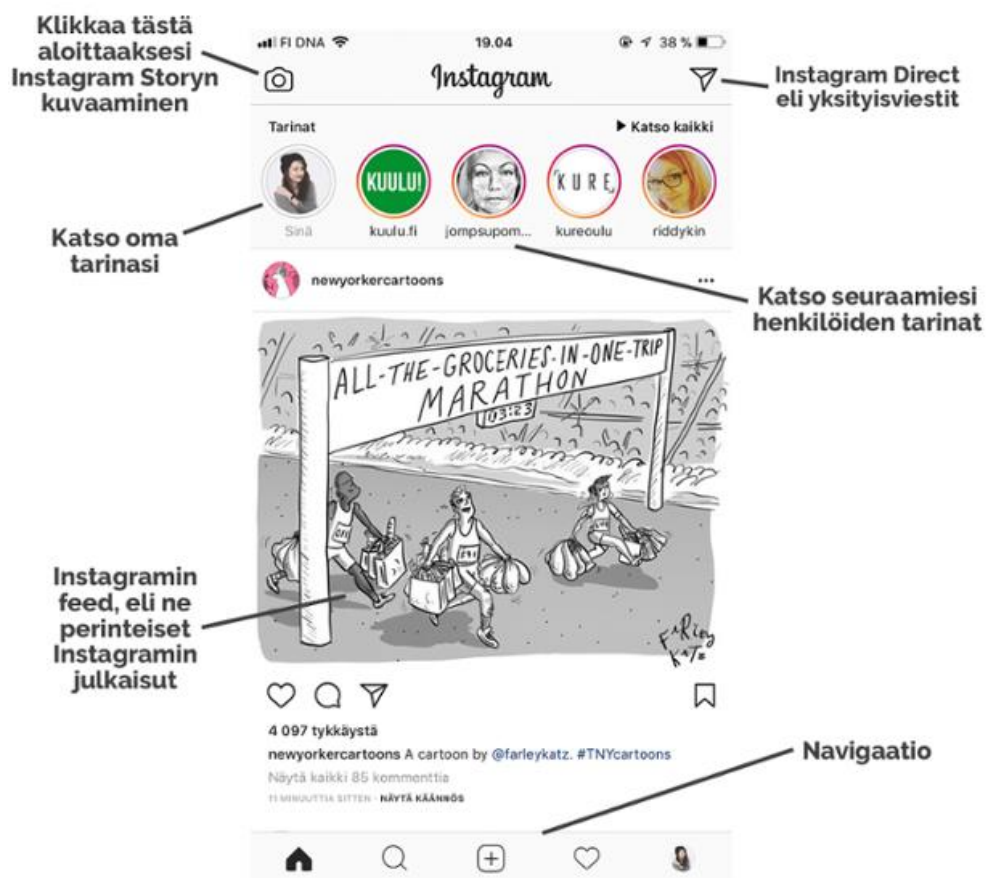 Klikkaa tästä
aloittaaksesi
Instagram Storyn
kuvaaminen
FI DNA
19.04
38 %
Instagram
Instagram Direct
eli yksityisviestit
Tarinat
Katso kaikki
KUULU!
KURE
Sinä
kuulu.fi
jompsupom...
kureoulu
riddykin
Katso oma
tarinasi
Katso seuraamiesi
henkilöiden tarinat
newyorkercartoons
ALL-THE-GROCERIES-IN-ONE-TRIP
MARATHON
03:23
Instagramin
feed, eli ne
perinteiset
Instagramin
julkaisut
FARLEY
KATZ
4 097 tykkäystä
newyorkercartoons A cartoon by @farleykatz. #TNYcartoons
Näytä kaikki 85 kommenttia
11 MINUUTTIA SITTEN · NÄYTÄ KÄÄNNÖS
Navigaatio